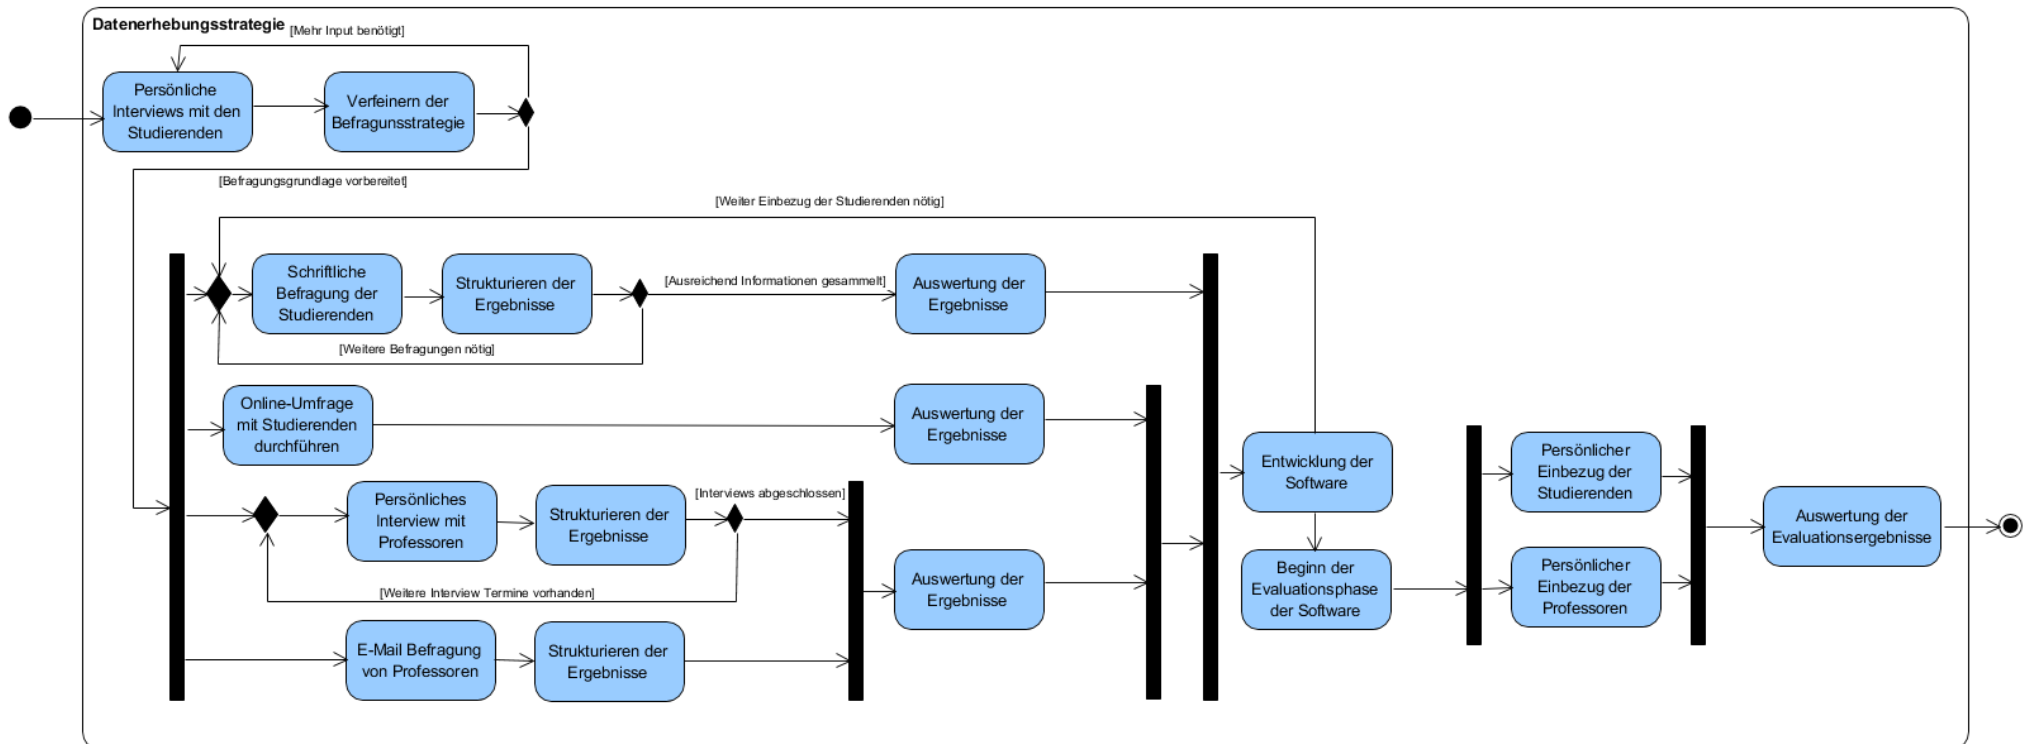 Datenerhebungsstrategie
[Mehr Input benötigt]
Persönliche
Interviews mit den
Studierenden
Verfeinern der
Befragunsstrategie
[Befragungsgrundlage vorbereitet]
[Weiter Einbezug der Studierenden nötig]
Schriftliche
Befragung der
Studierenden
Strukturieren der
Ergebnisse
[Ausreichend Informationen gesammelt]
Auswertung der
Ergebnisse
[Weitere Befragungen nötig]
Online-Umfrage
mit Studierenden
durchführen
Auswertung der
Ergebnisse
Persönliches
Interview mit
Professoren
Strukturieren der
Ergebnisse
[Interviews abgeschlossen]
[Weitere Interview Termine vorhanden]
E-Mail Befragung
von Professoren
Strukturieren der
Ergebnisse
Auswertung der
Ergebnisse
Entwicklung der
Software
Beginn der
Evaluationsphase
der Software
Persönlicher
Einbezug der
Studierenden
Persönlicher
Einbezug der
Professoren
Auswertung der
Evaluationsergebnisse